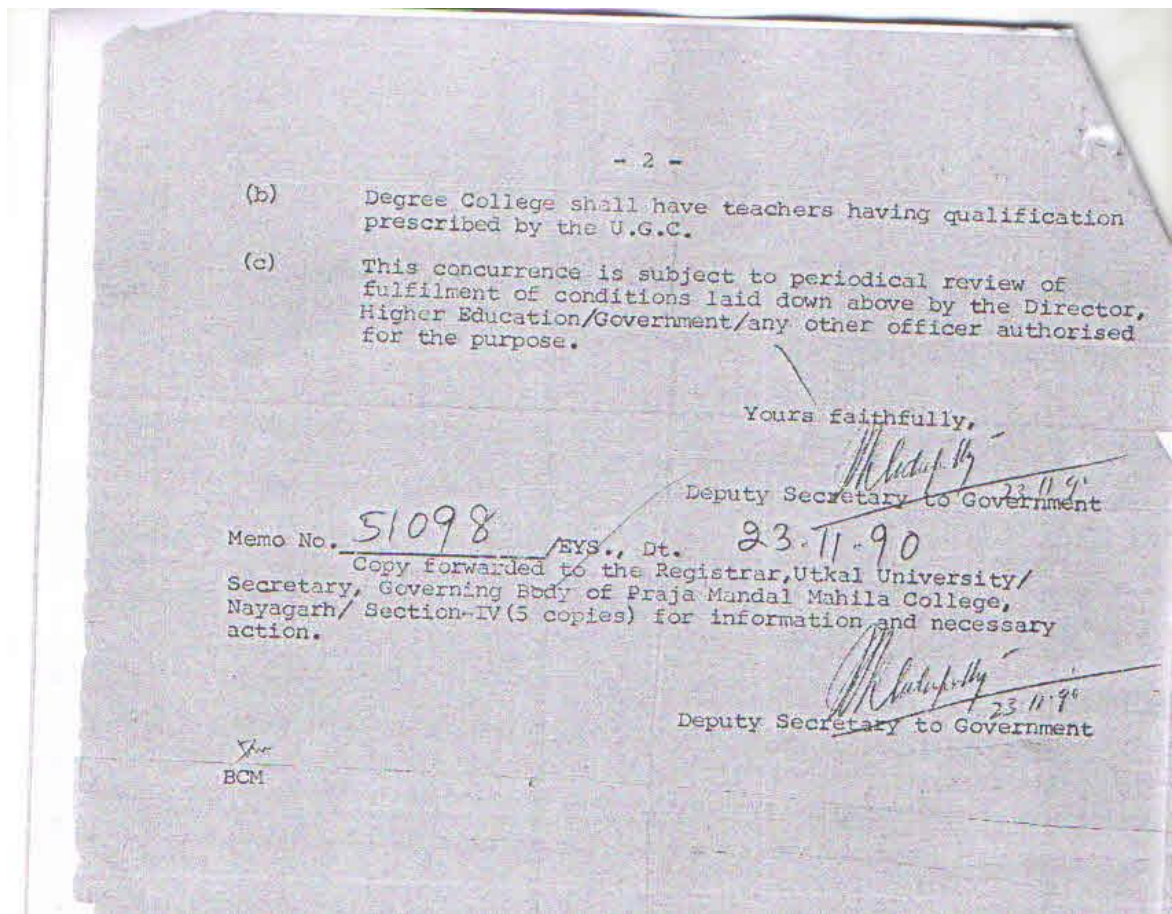 - 2 -
(b) Degree College shall have teachers having qualification
prescribed by the U.G.C.
(c) This concurrence is subject to periodical review of
fulfilment of conditions laid down above by the Director,
Higher Education/Government/any other officer authorised
for the purpose.
Yours faithfully,
23.11.90
Deputy Secretary to Government
Memo No. 51098 /EYS., Dt. 23.11.90
Copy forwarded to the Registrar,Utkal University/
Secretary, Governing Body of Praja Mandal Mahila College,
Nayagarh/ Section-IV(5 copies) for information and necessary
action.
23.11.90
Deputy Secretary to Government
BCM